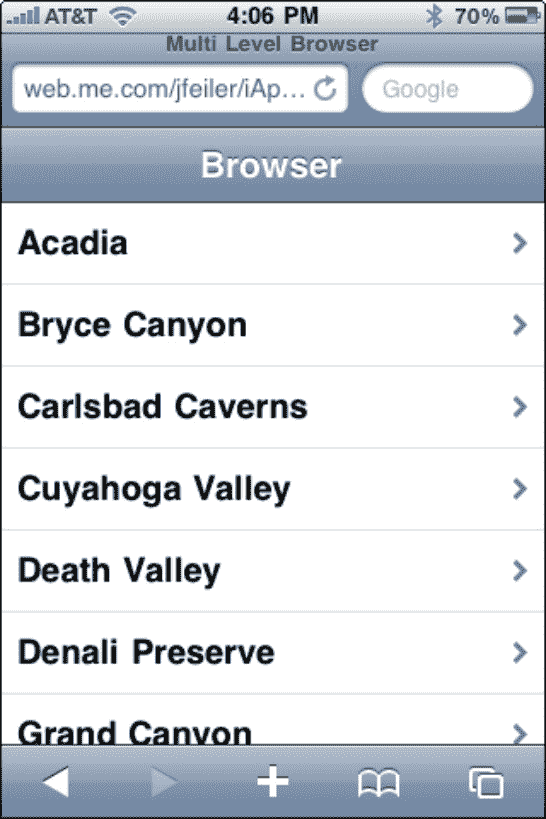 AT&T 4:06 PM 70%
Multi Level Browser
web.me.com/jfeiler/iAp... Google
Browser
Acadia
Bryce Canyon
Carlsbad Caverns
Cuyahoga Valley
Death Valley
Denali Preserve
Grand Canyon